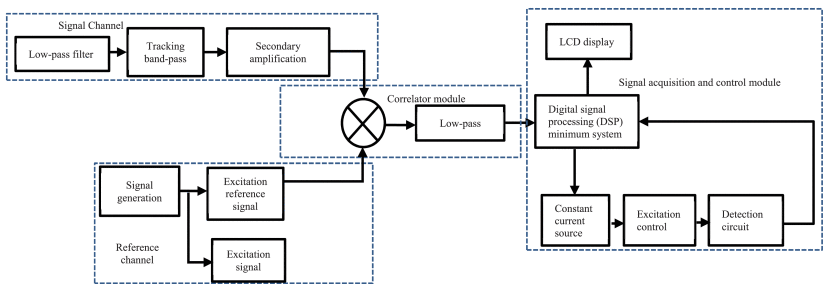 Signal Channel
Low-pass filter
Tracking
band-pass
Secondary
amplification
Correlator module
Low-pass
Signal
generation
Excitation
reference
signal
Reference
channel
Excitation
signal
LCD display
Signal acquisition and control module
Digital signal
processing (DSP)
minimum system
Constant
current
source
Excitation
control
Detection
circuit